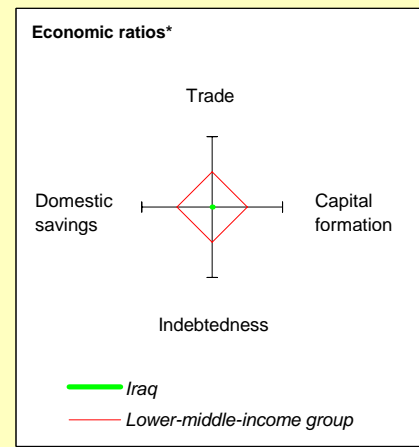 Economic ratios*
Trade
Domestic
savings
Capital
formation
Indebtedness
Iraq
Lower-middle-income group